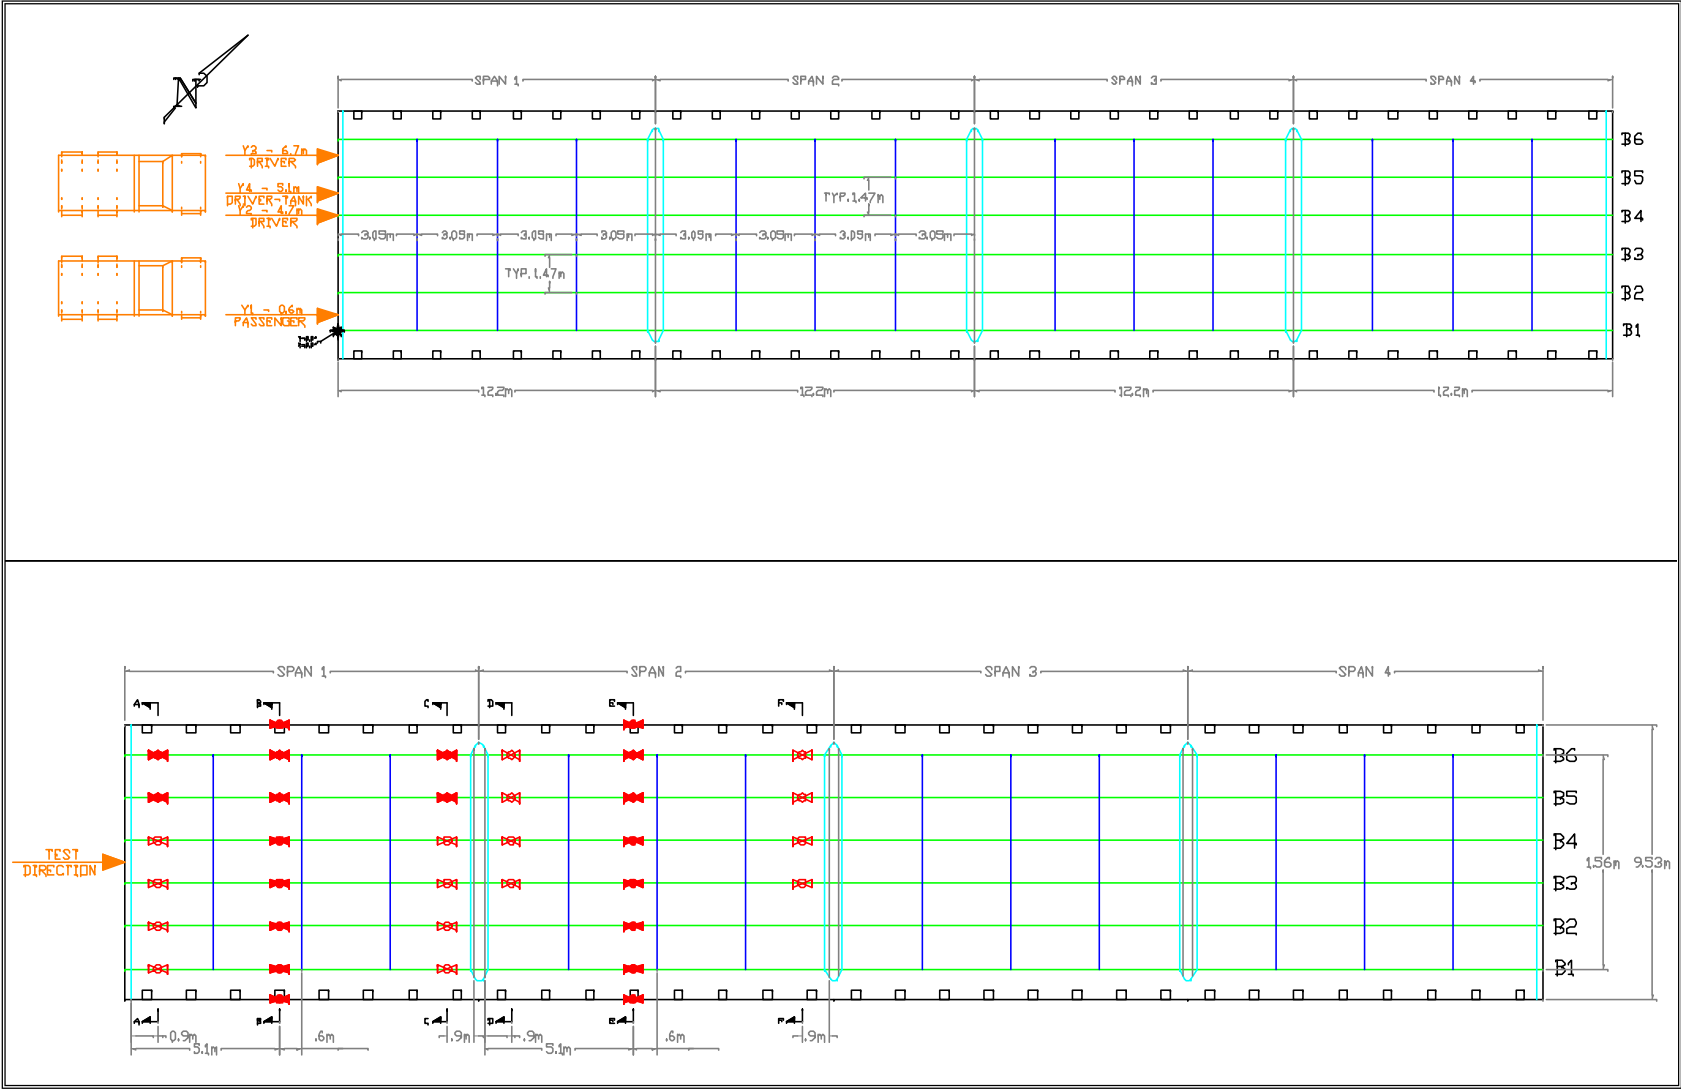 N
SPAN 1
SPAN 2
SPAN 3
SPAN 4
Y3 - 6.7m
DRIVER
Y4 - 5.1m
DRIVER-TANK
Y2 - 4.7m
DRIVER
Y1 - 0.6m
PASSENGER
B6
B5
B4
B3
B2
B1
TYP. 1.47m
3.05m
3.05m
3.05m
3.05m
3.05m
3.05m
3.05m
3.05m
TYP. 1.47m
12.2m
12.2m
12.2m
12.2m
SPAN 1
SPAN 2
SPAN 3
SPAN 4
A
B
C
D
E
F
TEST
DIRECTION
B6
B5
B4
B3
B2
B1
1.56m
9.53m
A
B
C
D
E
F
0.9m
.6m
.9m
.9m
.6m
.9m
5.1m
5.1m